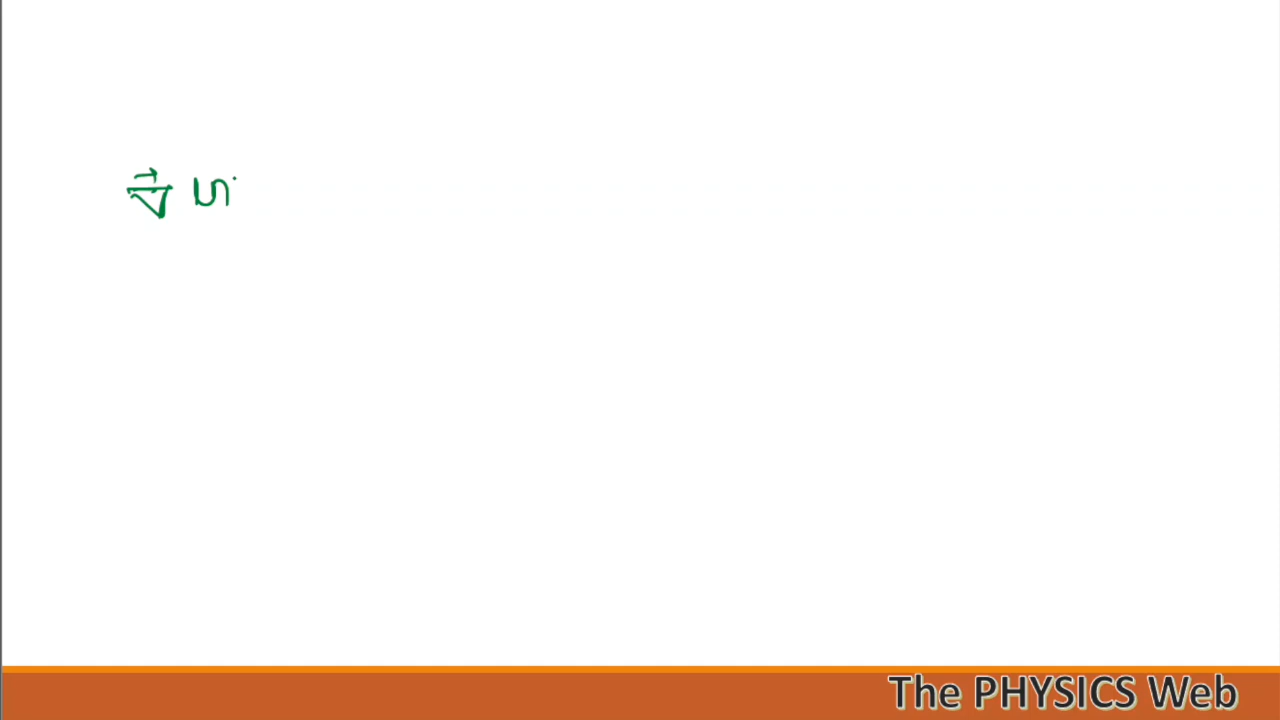 ∇⃗ பா
The PHYSICS Web